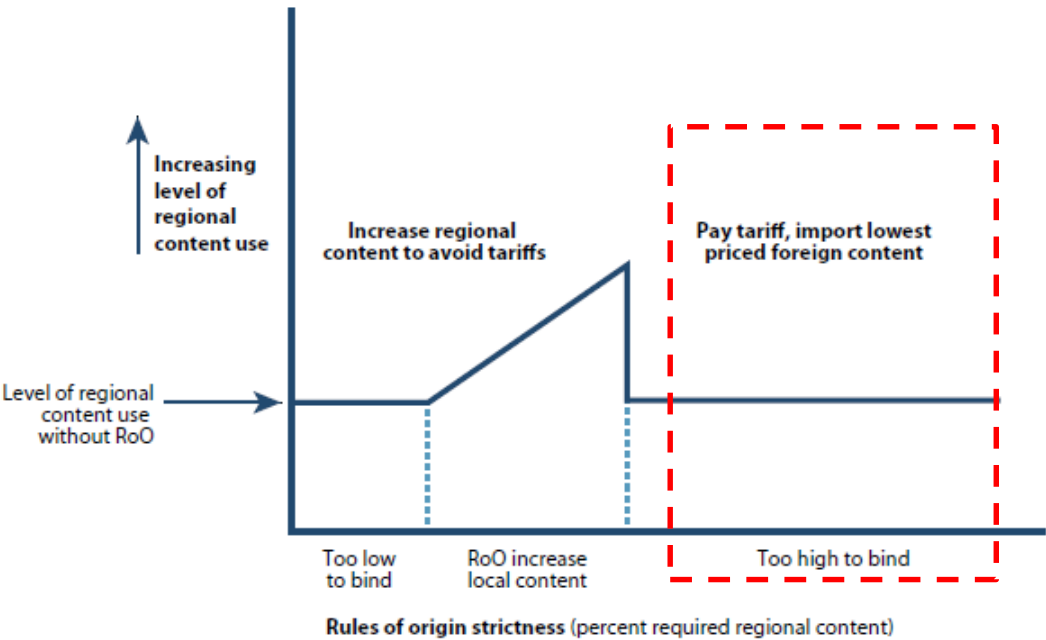 Increasing
level of
regional
content use
Increase regional
content to avoid tariffs
Pay tariff, import lowest
priced foreign content
Level of regional
content use
without RoO
Too low
to bind
RoO increase
local content
Too high to bind
Rules of origin strictness (percent required regional content)